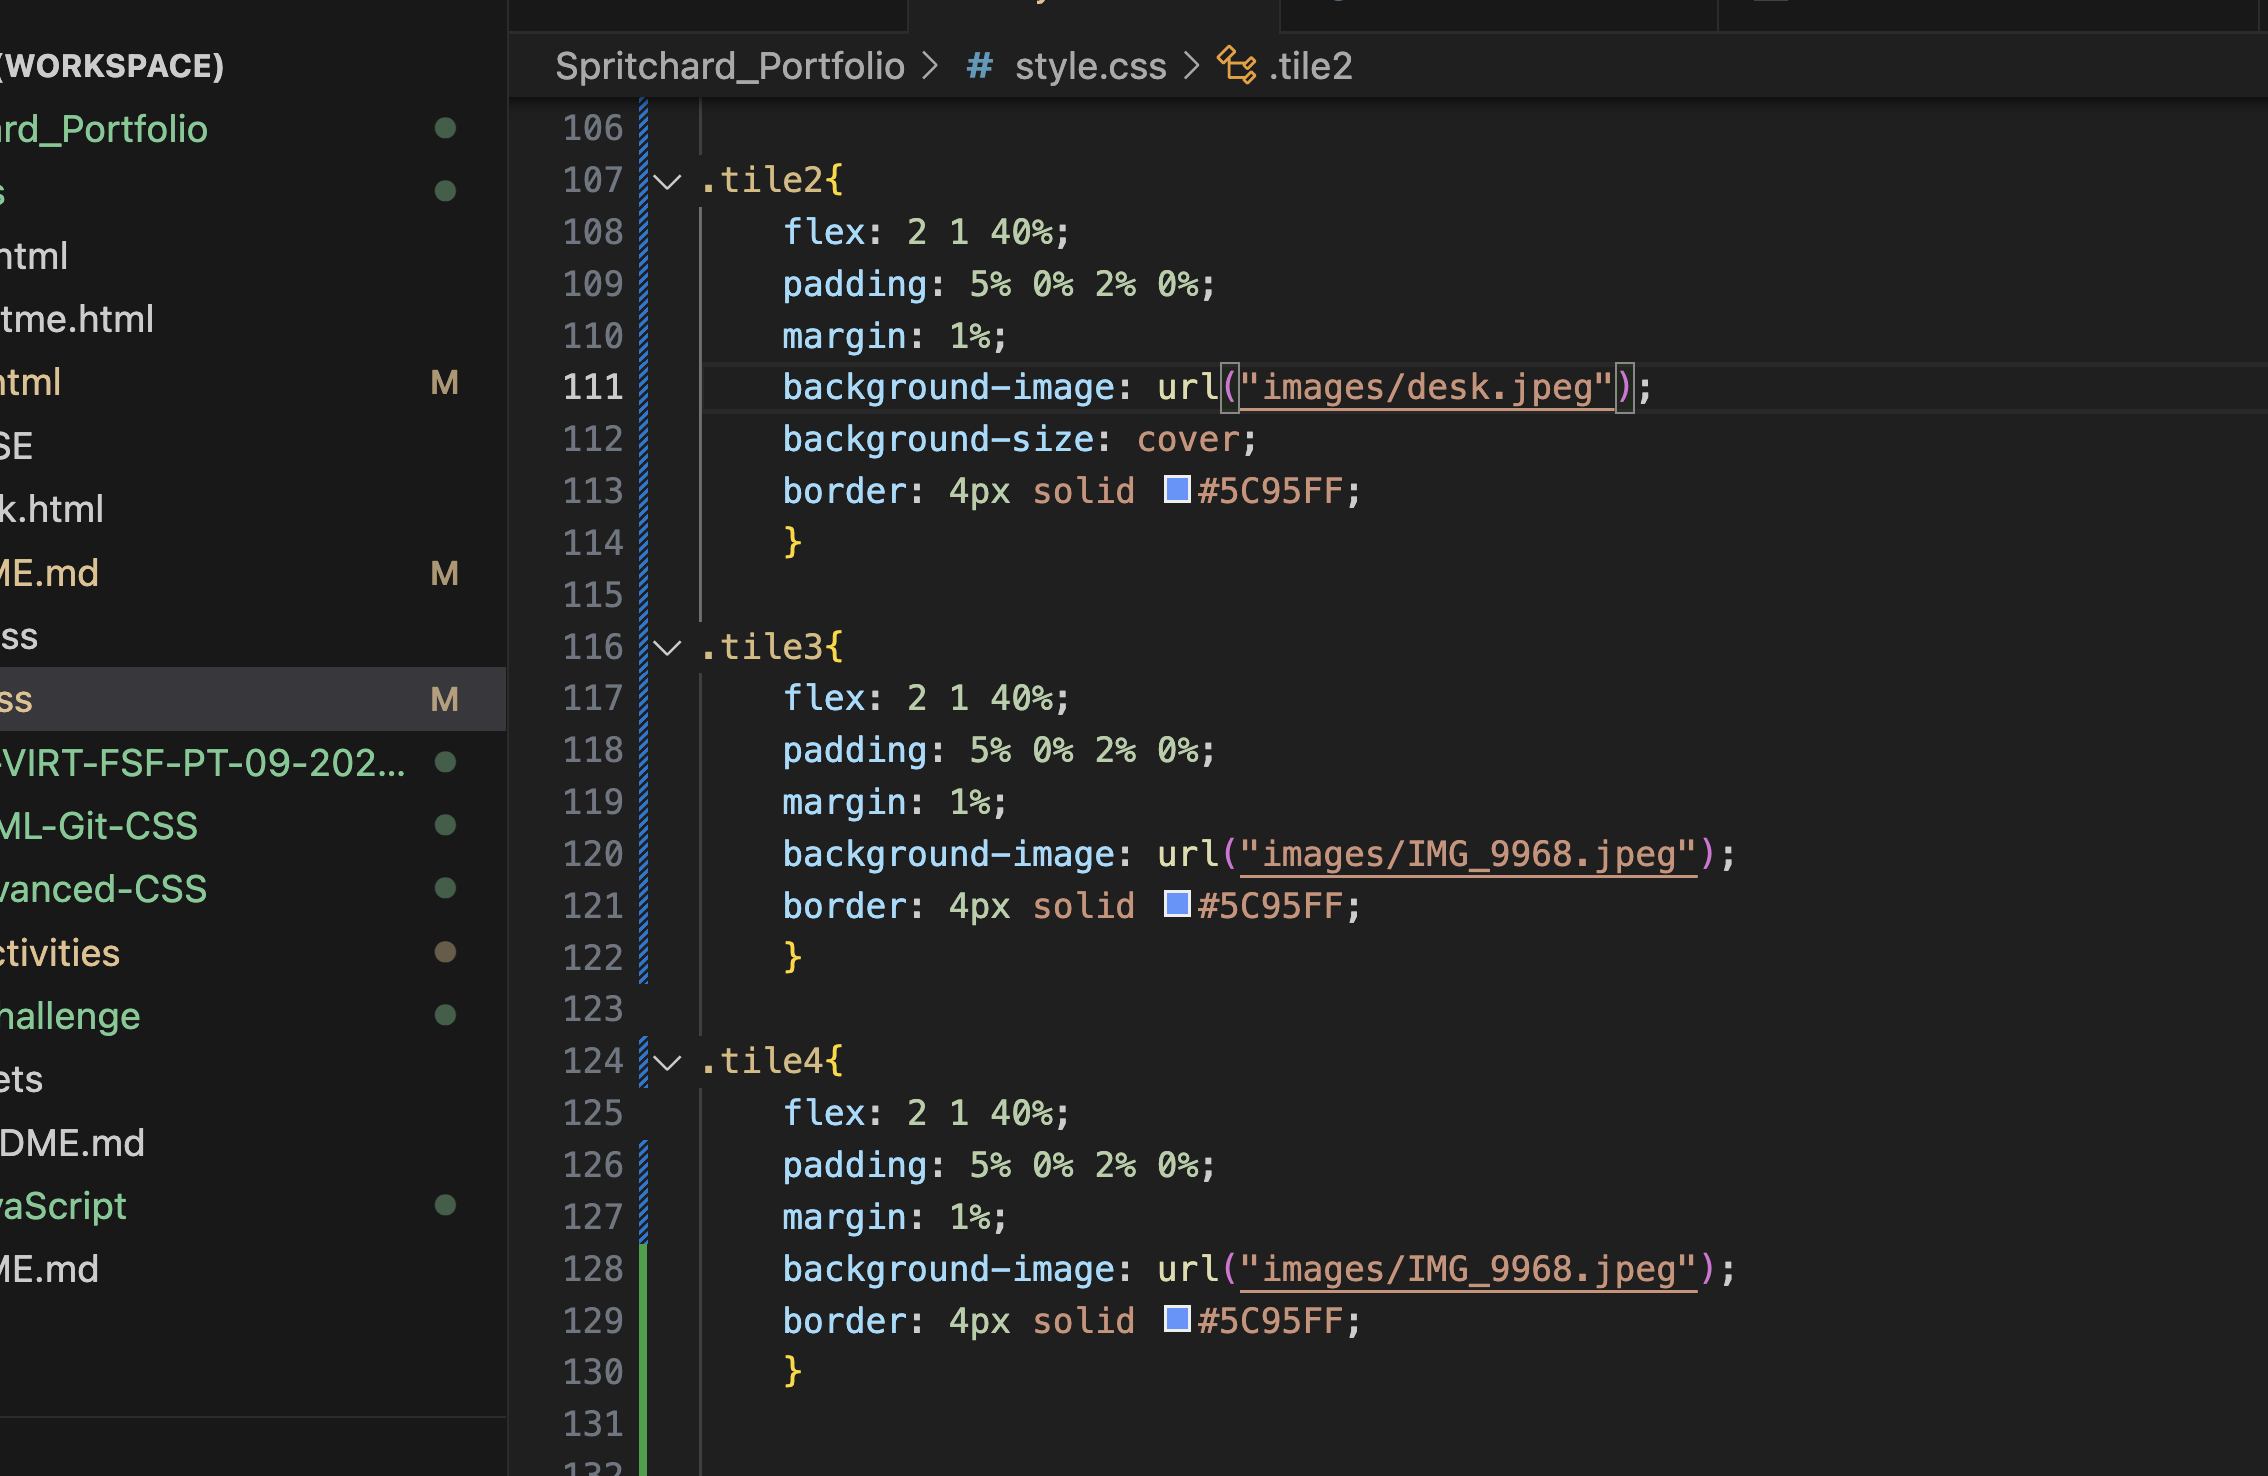 (WORKSPACE)
rd_Portfolio
s
html
tme.html
html M
SE
k.html
ME.md M
ss
ss M
-VIRT-FSF-PT-09-202...
ML-Git-CSS
vanced-CSS
ctivities
hallenge
ets
DME.md
vaScript
ME.md
Spritchard_Portfolio > # style.css > .tile2
106
107 .tile2{
108 flex: 2 1 40%;
109 padding: 5% 0% 2% 0%;
110 margin: 1%;
111 background-image: url("images/desk.jpeg");
112 background-size: cover;
113 border: 4px solid #5C95FF;
114 }
115
116 .tile3{
117 flex: 2 1 40%;
118 padding: 5% 0% 2% 0%;
119 margin: 1%;
120 background-image: url("images/IMG_9968.jpeg");
121 border: 4px solid #5C95FF;
122 }
123
124 .tile4{
125 flex: 2 1 40%;
126 padding: 5% 0% 2% 0%;
127 margin: 1%;
128 background-image: url("images/IMG_9968.jpeg");
129 border: 4px solid #5C95FF;
130 }
131
132